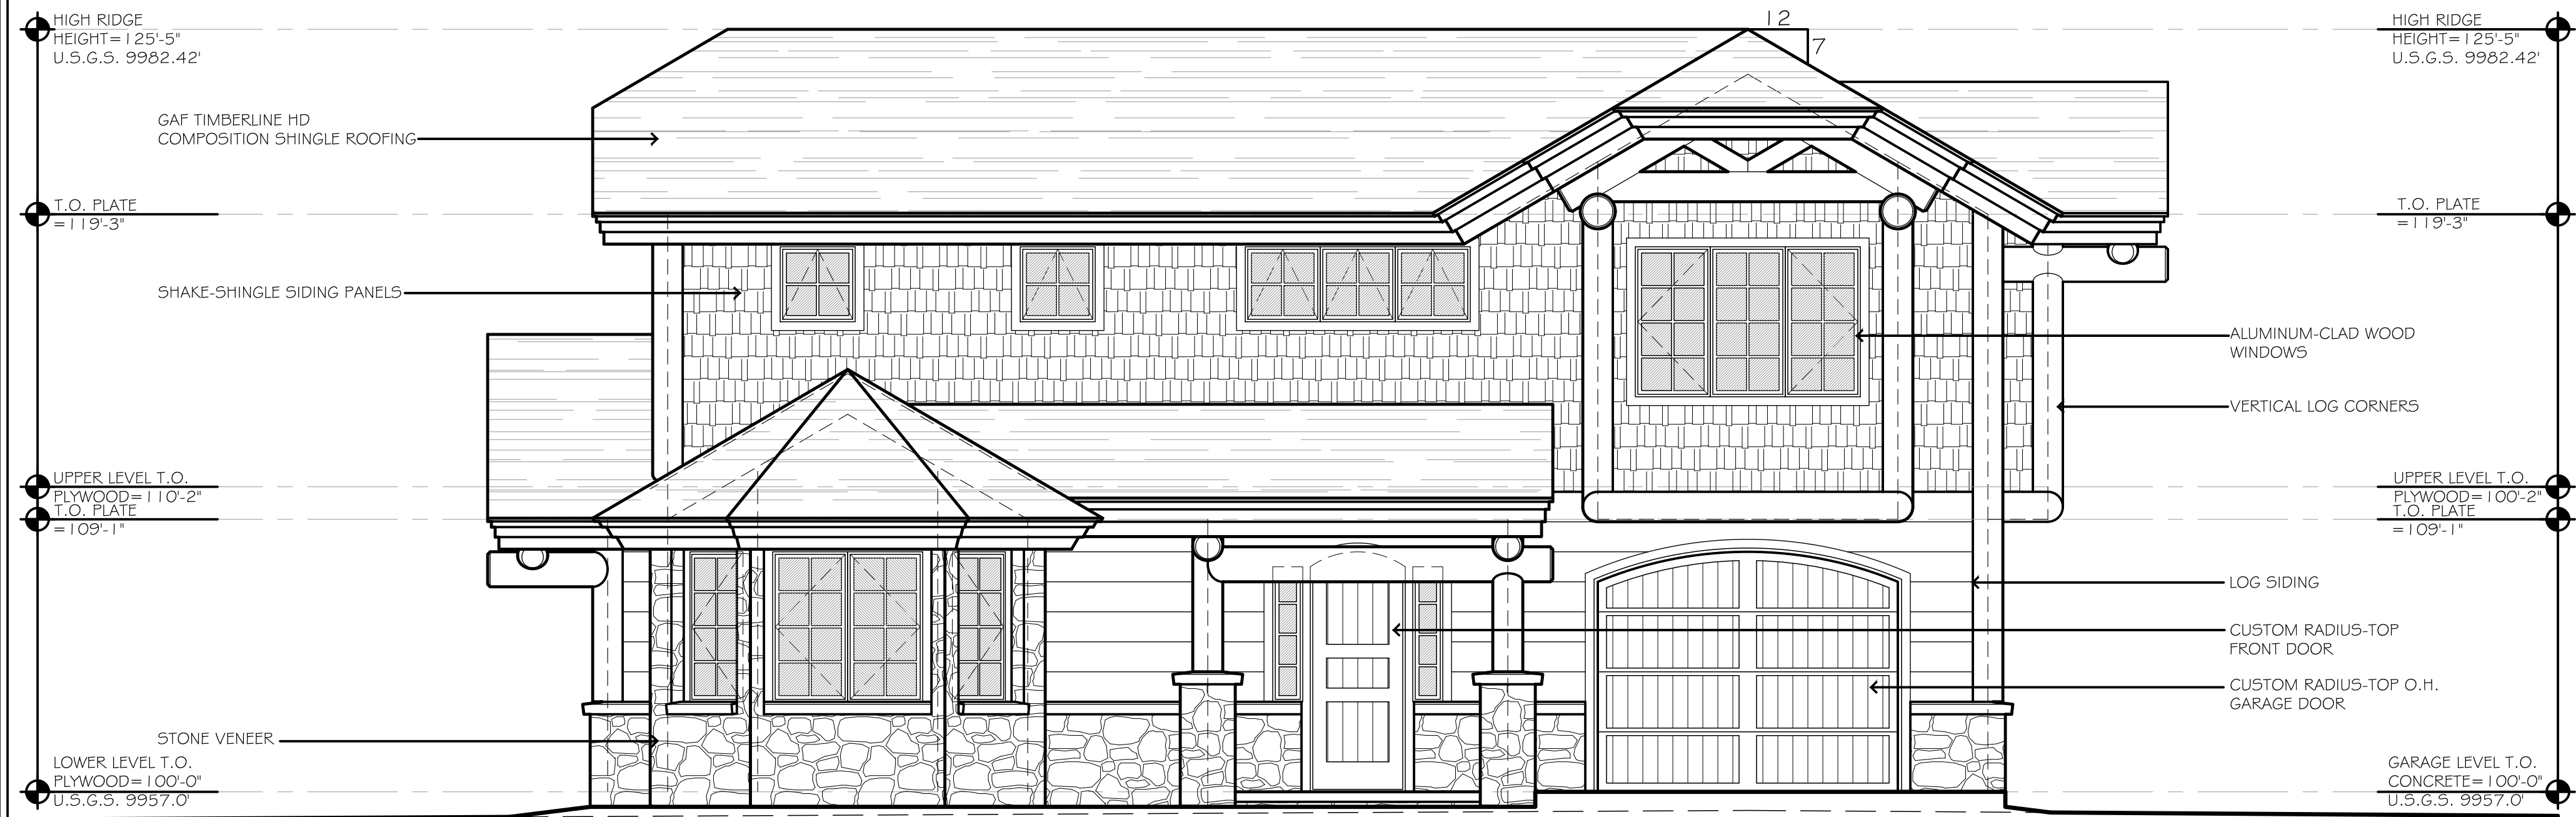 HIGH RIDGE
HEIGHT=125'-5"
U.S.G.S. 9982.42'
GAF TIMBERLINE HD
COMPOSITION SHINGLE ROOFING
T.O. PLATE
=119'-3"
SHAKE-SHINGLE SIDING PANELS
UPPER LEVEL T.O.
PLYWOOD=110'-2"
T.O. PLATE
=109'-1"
STONE VENEER
LOWER LEVEL T.O.
PLYWOOD=100'-0"
U.S.G.S. 9957.0'
12
7
HIGH RIDGE
HEIGHT=125'-5"
U.S.G.S. 9982.42'
T.O. PLATE
=119'-3"
ALUMINUM-CLAD WOOD
WINDOWS
VERTICAL LOG CORNERS
UPPER LEVEL T.O.
PLYWOOD=100'-2"
T.O. PLATE
=109'-1"
LOG SIDING
CUSTOM RADIUS-TOP
FRONT DOOR
CUSTOM RADIUS-TOP O.H.
GARAGE DOOR
GARAGE LEVEL T.O.
CONCRETE=100'-0"
U.S.G.S. 9957.0'